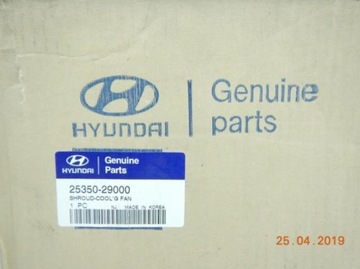 HYUNDAI
Genuine
parts
HYUNDAI
Genuine
Parts
25350-29000
SHROUD-COOL'G FAN
1 PC NJ MADE IN KOREA
25.04.2019